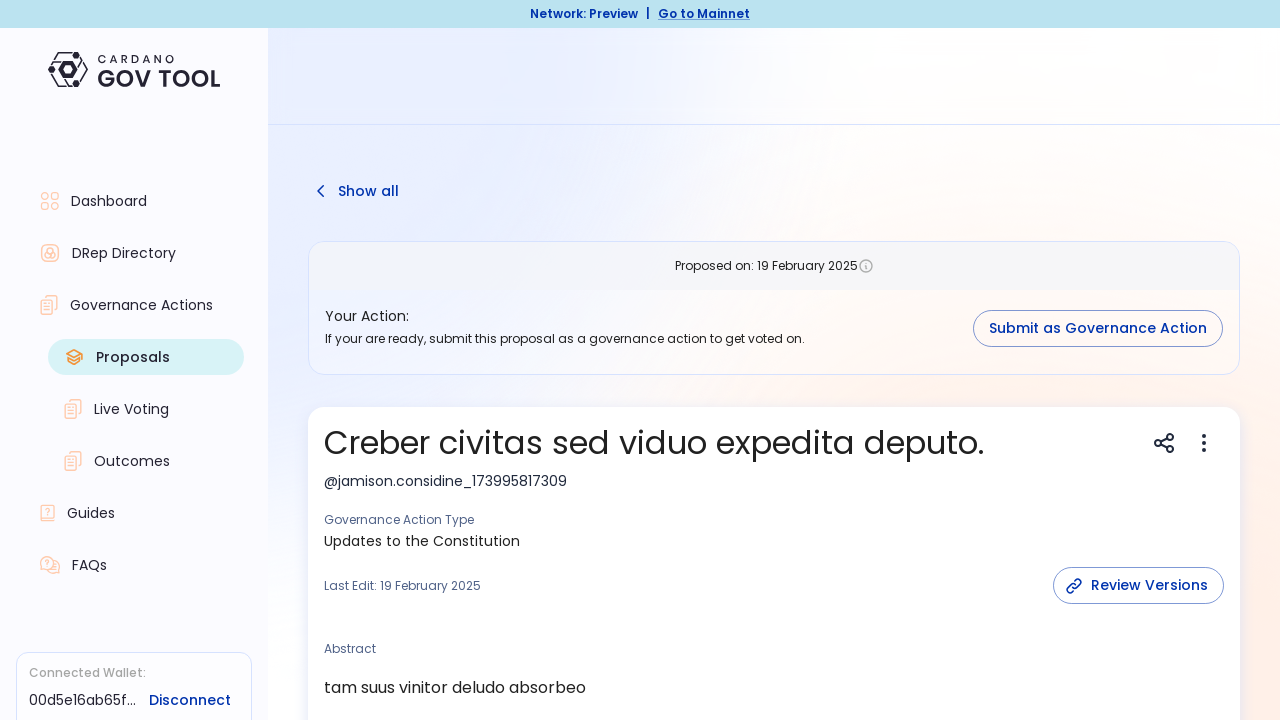 Network: Preview | Go to Mainnet
CARDANO
GOV TOOL
Dashboard
DRep Directory
Governance Actions
Proposals
Live Voting
Outcomes
Guides
FAQs
Connected Wallet:
00d5e16ab65f... Disconnect
Show all
Proposed on: 19 February 2025
Your Action:
If your are ready, submit this proposal as a governance action to get voted on.
Submit as Governance Action
Creber civitas sed viduo expedita deputo.
@jamison.considine_173995817309
Governance Action Type
Updates to the Constitution
Last Edit: 19 February 2025
Review Versions
Abstract
tam suus vinitor deludo absorbeo